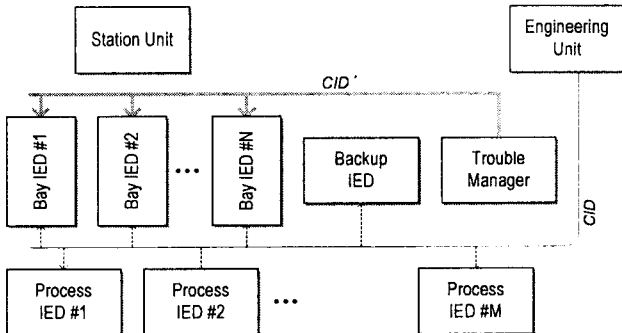 Station Unit
Engineering
Unit
CID'
Bay IED #1
Bay IED #2
•••
Bay IED #N
Backup
IED
Trouble
Manager
CID
Process
IED #1
Process
IED #2
•••
Process
IED #M